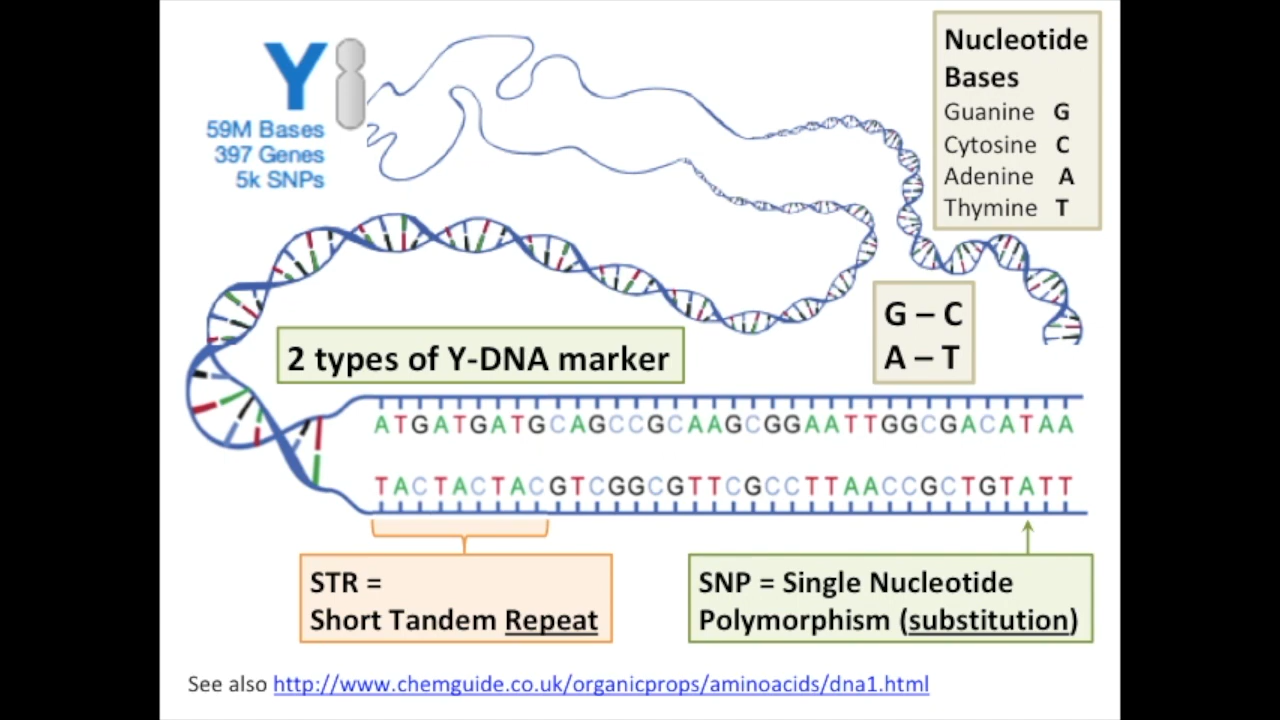 Y
59M Bases
397 Genes
5k SNPs
Nucleotide
Bases
Guanine G
Cytosine C
Adenine A
Thymine T
G – C
A – T
2 types of Y-DNA marker
ATGATGATGCAGCCGCAAGCGGAATTGGCGACATAA
TACTACTACGTCGGCGTTCGCCTTAACCGCTGTATT
STR =
Short Tandem Repeat
SNP = Single Nucleotide
Polymorphism (substitution)
See also http://www.chemguide.co.uk/organicprops/aminoacids/dna1.html